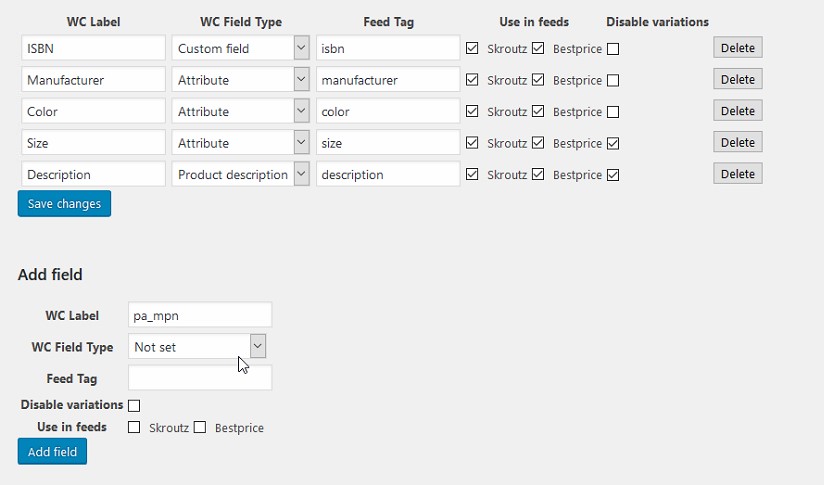 WC Label WC Field Type Feed Tag Use in feeds Disable variations
ISBN Custom field isbn Skroutz Bestprice Delete
Manufacturer Attribute manufacturer Skroutz Bestprice Delete
Color Attribute color Skroutz Bestprice Delete
Size Attribute size Skroutz Bestprice Delete
Description Product description description Skroutz Bestprice Delete
Save changes
Add field
WC Label pa_mpn
WC Field Type Not set
Feed Tag
Disable variations
Use in feeds Skroutz Bestprice
Add field